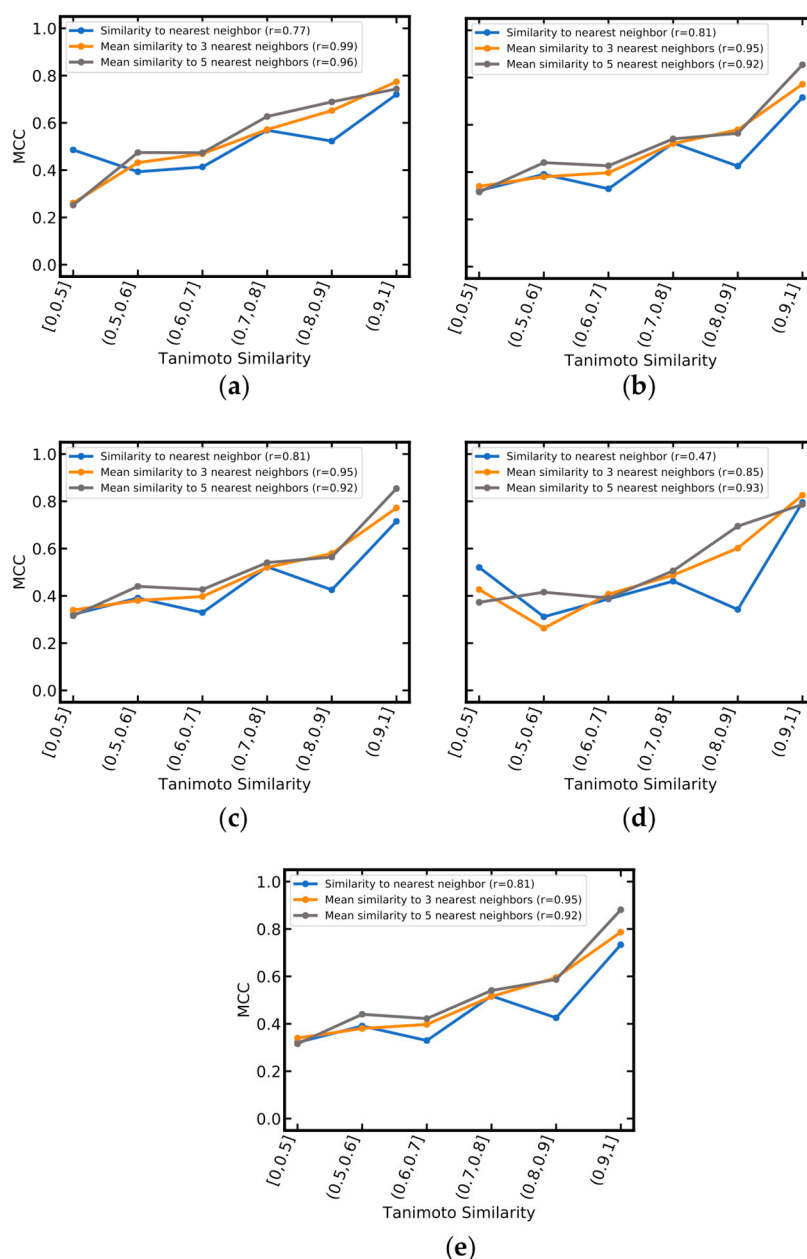 Similarity to nearest neighbor (r=0.77)
Mean similarity to 3 nearest neighbors (r=0.99)
Mean similarity to 5 nearest neighbors (r=0.96)
1.0
0.8
0.6
0.4
0.2
0.0
MCC
[0,0.5]
(0.5,0.6]
(0.6,0.7]
(0.7,0.8]
(0.8,0.9]
(0.9,1]
Tanimoto Similarity
(a)
Similarity to nearest neighbor (r=0.81)
Mean similarity to 3 nearest neighbors (r=0.95)
Mean similarity to 5 nearest neighbors (r=0.92)
[0,0.5]
(0.5,0.6]
(0.6,0.7]
(0.7,0.8]
(0.8,0.9]
(0.9,1]
Tanimoto Similarity
(b)
Similarity to nearest neighbor (r=0.81)
Mean similarity to 3 nearest neighbors (r=0.95)
Mean similarity to 5 nearest neighbors (r=0.92)
1.0
0.8
0.6
0.4
0.2
0.0
MCC
[0,0.5]
(0.5,0.6]
(0.6,0.7]
(0.7,0.8]
(0.8,0.9]
(0.9,1]
Tanimoto Similarity
(c)
Similarity to nearest neighbor (r=0.47)
Mean similarity to 3 nearest neighbors (r=0.85)
Mean similarity to 5 nearest neighbors (r=0.93)
1.0
0.8
0.6
0.4
0.2
0.0
MCC
[0,0.5]
(0.5,0.6]
(0.6,0.7]
(0.7,0.8]
(0.8,0.9]
(0.9,1]
Tanimoto Similarity
(d)
Similarity to nearest neighbor (r=0.81)
Mean similarity to 3 nearest neighbors (r=0.95)
Mean similarity to 5 nearest neighbors (r=0.92)
1.0
0.8
0.6
0.4
0.2
0.0
MCC
[0,0.5]
(0.5,0.6]
(0.6,0.7]
(0.7,0.8]
(0.8,0.9]
(0.9,1]
Tanimoto Similarity
(e)